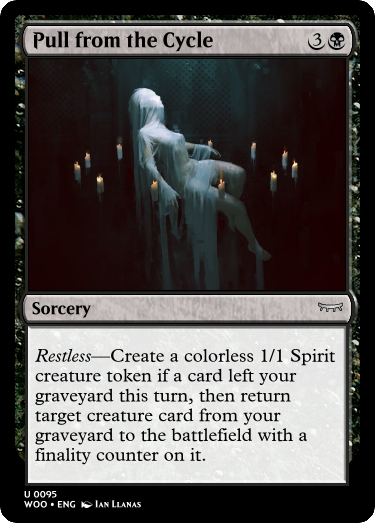 Pull from the Cycle 3
Sorcery
Restless—Create a colorless 1/1 Spirit
creature token if a card left your
graveyard this turn, then return
target creature card from your
graveyard to the battlefield with a
finality counter on it.
U 0095
WOO • ENG Ian Llanas